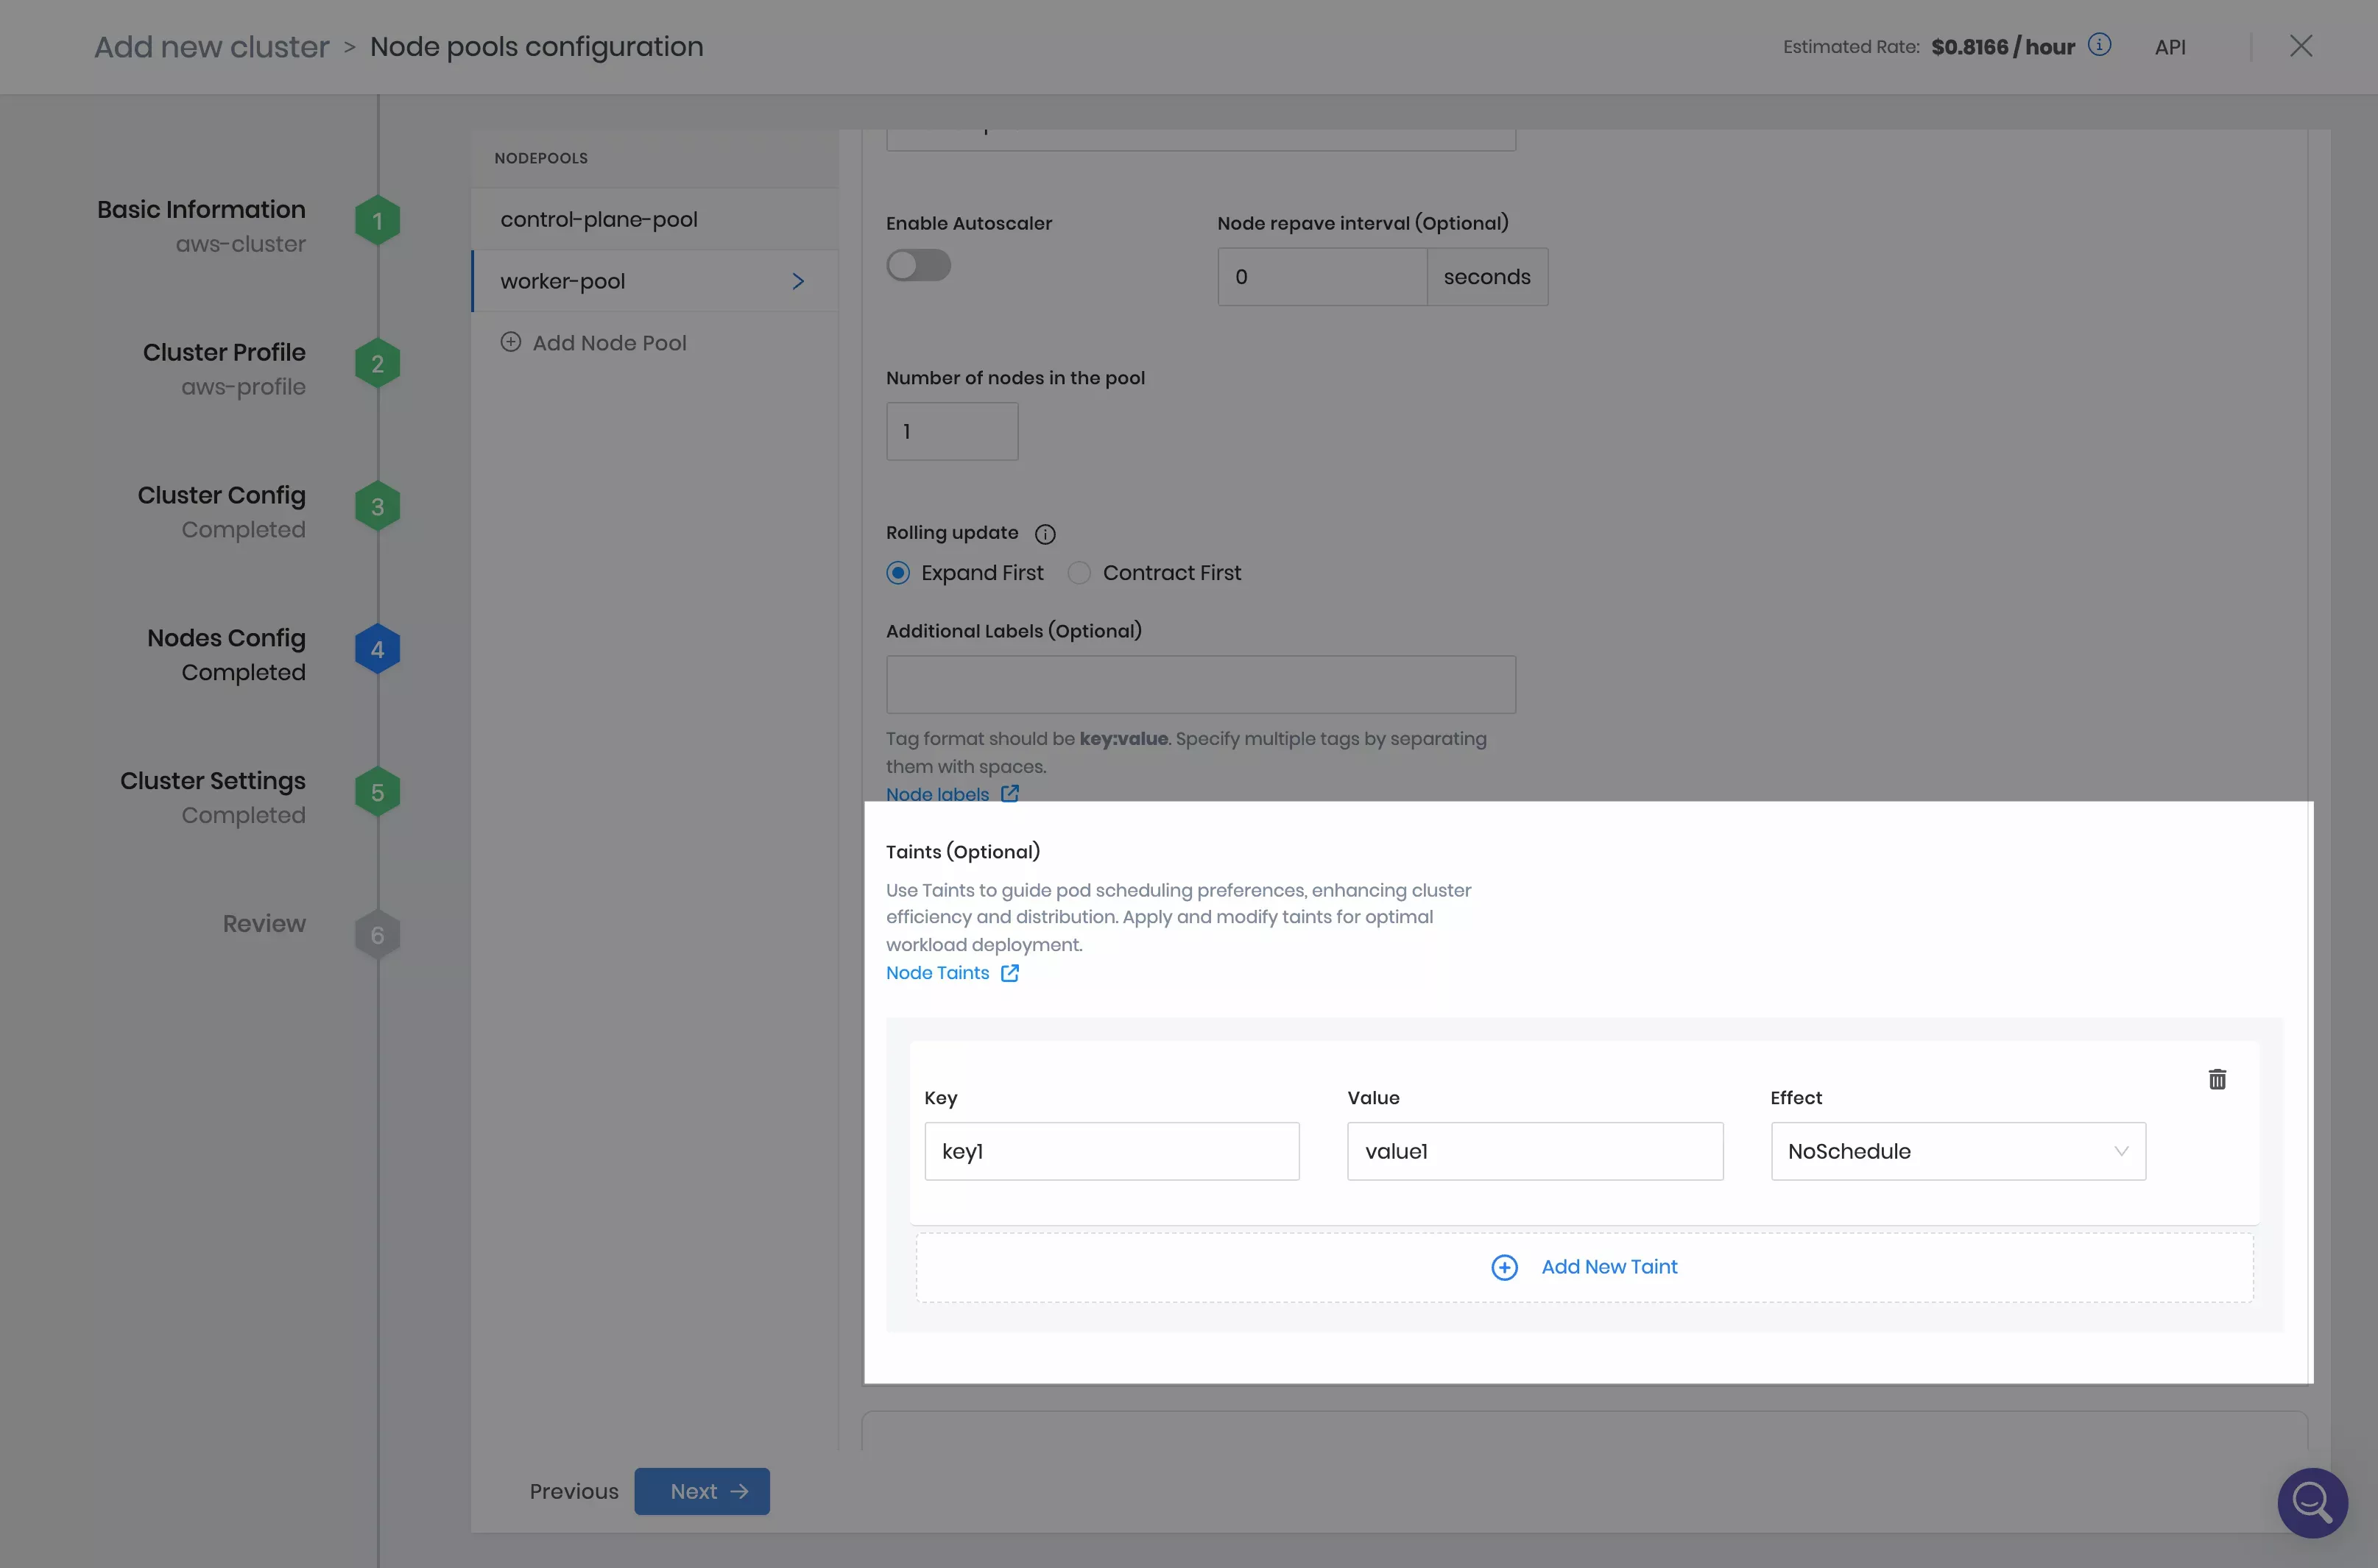 Add new cluster > Node pools configuration
Estimated Rate: $0.8166 / hour
API
Basic Information
aws-cluster
1
Cluster Profile
aws-profile
2
Cluster Config
Completed
3
Nodes Config
Completed
4
Cluster Settings
Completed
5
Review
6
NODEPOOLS
control-plane-pool
worker-pool
Add Node Pool
Enable Autoscaler
Node repave interval (Optional)
0 seconds
Number of nodes in the pool
1
Rolling update
Expand First Contract First
Additional Labels (Optional)
Tag format should be key:value. Specify multiple tags by separating
them with spaces.
Node labels
Taints (Optional)
Use Taints to guide pod scheduling preferences, enhancing cluster
efficiency and distribution. Apply and modify taints for optimal
workload deployment.
Node Taints
Key Value Effect
key1 value1 NoSchedule
Add New Taint
Previous Next